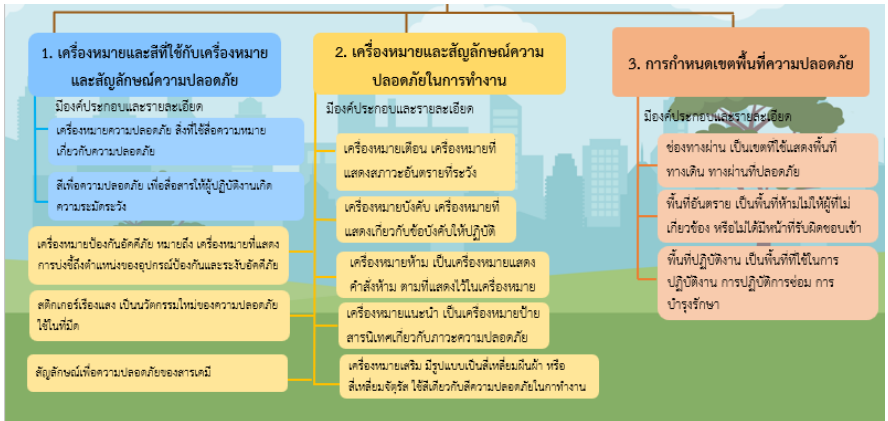 1. เครื่องหมายและสีที่ใช้กับเครื่องหมาย
และสัญลักษณ์ความปลอดภัย
มีองค์ประกอบและรายละเอียด
เครื่องหมายความปลอดภัย สิ่งที่ใช้สื่อความหมาย
เกี่ยวกับความปลอดภัย
สีเพื่อความปลอดภัย เพื่อสื่อสารให้ผู้ปฏิบัติงานเกิด
ความระมัดระวัง
2. เครื่องหมายและสัญลักษณ์ความ
ปลอดภัยในการทำงาน
มีองค์ประกอบและรายละเอียด
เครื่องหมายเตือน เครื่องหมายที่
แสดงสภาวะอันตรายที่ระวัง
เครื่องหมายบังคับ เครื่องหมายที่
แสดงเกี่ยวกับข้อบังคับให้ปฏิบัติ
เครื่องหมายห้าม เป็นเครื่องหมายแสดง
คำสั่งห้าม ตามที่แสดงไว้ในเครื่องหมาย
เครื่องหมายแนะนำ เป็นเครื่องหมายป้าย
สารนิเทศเกี่ยวกับภาวะความปลอดภัย
เครื่องหมายเสริม มีรูปแบบเป็นสี่เหลี่ยมผืนผ้า หรือ
สี่เหลี่ยมจัตุรัส ใช้สีเดียวกับสีความปลอดภัยในกาทำงาน
เครื่องหมายป้องกันอัคคีภัย หมายถึง เครื่องหมายที่แสดง
การบ่งชี้ถึงตำแหน่งของอุปกรณ์ป้องกันและระงับอัคคีภัย
สติกเกอร์เรืองแสง เป็นนวัตกรรมใหม่ของความปลอดภัย
ใช้ในที่มืด
สัญลักษณ์เพื่อความปลอดภัยของสารเคมี
3. การกำหนดเขตพื้นที่ความปลอดภัย
มีองค์ประกอบและรายละเอียด
ช่องทางผ่าน เป็นเขตที่ใช้แสดงพื้นที่
ทางเดิน ทางผ่านที่ปลอดภัย
พื้นที่อันตราย เป็นพื้นที่ห้ามไม่ให้ผู้ที่ไม่
เกี่ยวข้อง หรือไม่ได้มีหน้าที่รับผิดชอบเข้า
พื้นที่ปฏิบัติงาน เป็นพื้นที่ที่ใช้ในการ
ปฏิบัติงาน การปฏิบัติการซ่อม การ
บำรุงรักษา